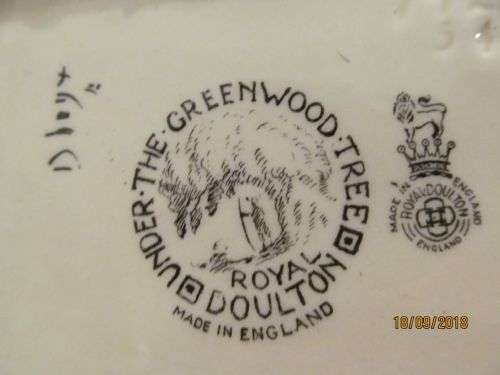 UNDER·THE·GREENWOOD·TREE
ROYAL
DOULTON
MADE IN ENGLAND
MADE IN ENGLAND
ROYAL·DOULTON
ENGLAND
18/09/2018